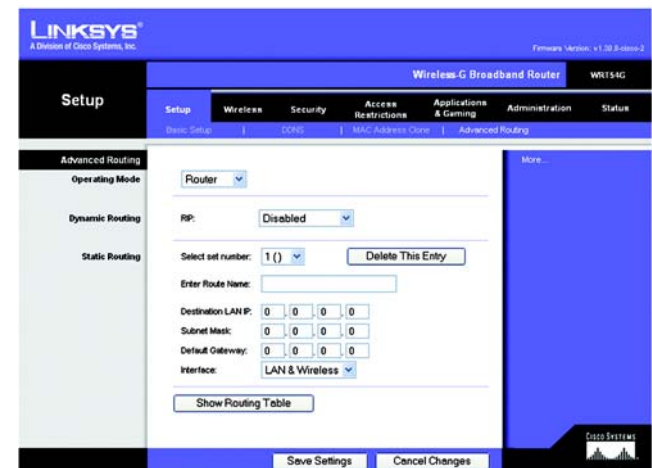 LINKSYS®
A Division of Cisco Systems, Inc.
Firmware Version: v1.30.8-cisco-2
Wireless-G Broadband Router WRT54G
Setup
Setup Wireless Security Access Restrictions Applications & Gaming Administration Status
Basic Setup | DDNS | MAC Address Clone | Advanced Routing
Advanced Routing
More...
Operating Mode Router
Dynamic Routing RIP: Disabled
Static Routing Select set number: 1 () Delete This Entry
Enter Route Name:
Destination LAN IP: 0 . 0 . 0 . 0
Subnet Mask: 0 . 0 . 0 . 0
Default Gateway: 0 . 0 . 0 . 0
Interface: LAN & Wireless
Show Routing Table
Save Settings Cancel Changes
CISCO SYSTEMS